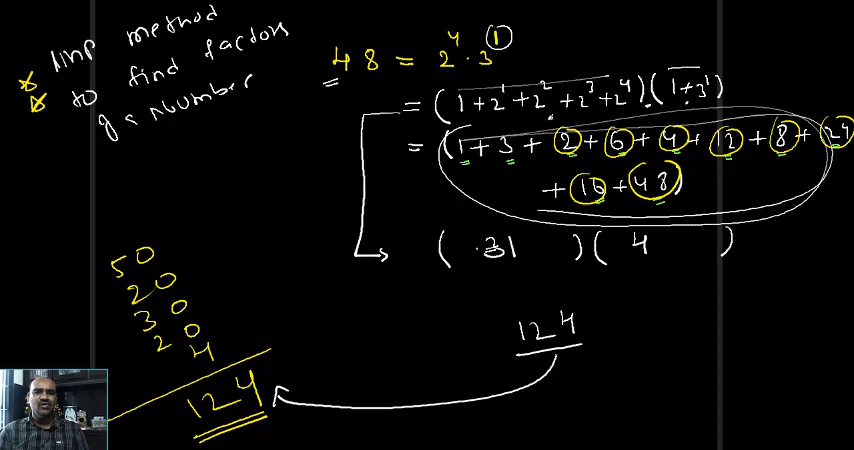 * Imp method
* to find factors
of a number
48 = 2⁴ · 3¹
= (1 + 2¹ + 2² + 2³ + 2⁴)(1 + 3¹)
= (1 + 3 + 2 + 6 + 4 + 12 + 8 + 24
+ 16 + 48)
( 31 )( 4 )
124
50
20
30
20
4
124